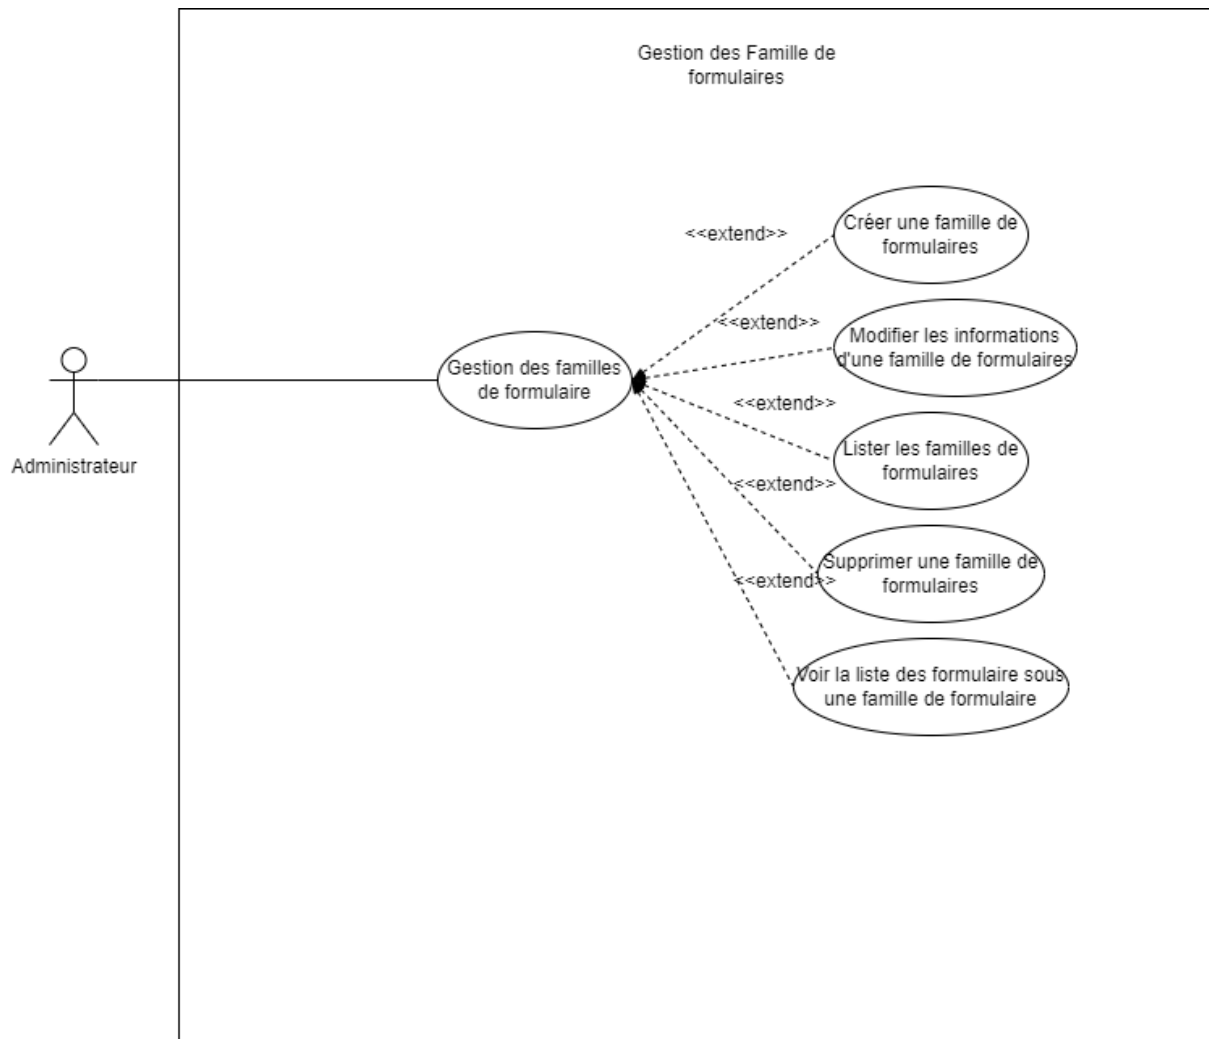 Gestion des Famille de
formulaires
<<extend>>
Créer une famille de
formulaires
<<extend>>
Modifier les informations
d'une famille de formulaires
Gestion des familles
de formulaire
<<extend>>
Lister les familles de
formulaires
Administrateur
<<extend>>
Supprimer une famille de
formulaires
<<extend>>
Voir la liste des formulaire sous
une famille de formulaire